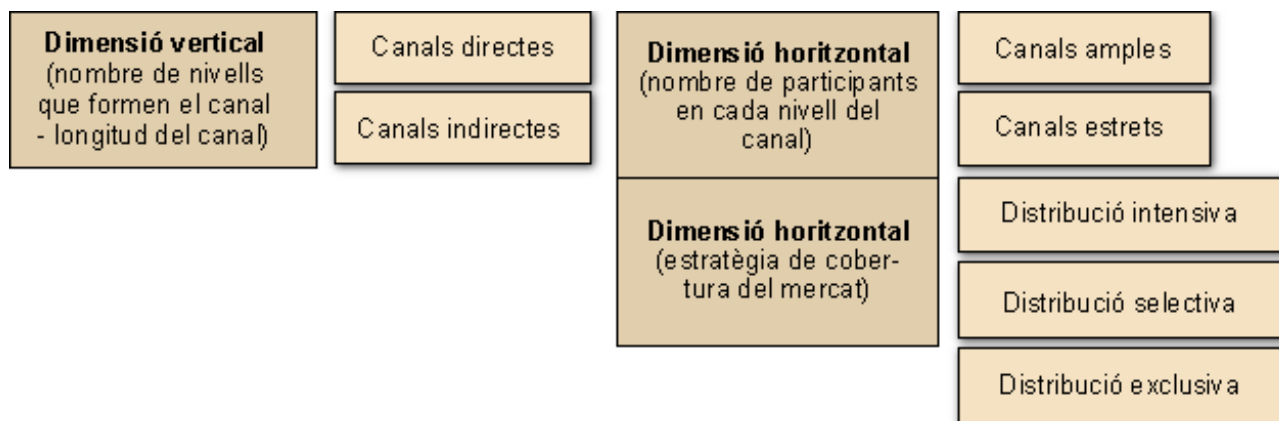 Dimensió vertical
(nombre de nivells
que formen el canal
- longitud del canal)
Canals directes
Canals indirectes
Dimensió horitzontal
(nombre de participants
en cada nivell del
canal)
Canals amples
Canals estrets
Dimensió horitzontal
(estratègia de cober-
tura del mercat)
Distribució intensiva
Distribució selectiva
Distribució exclusiva